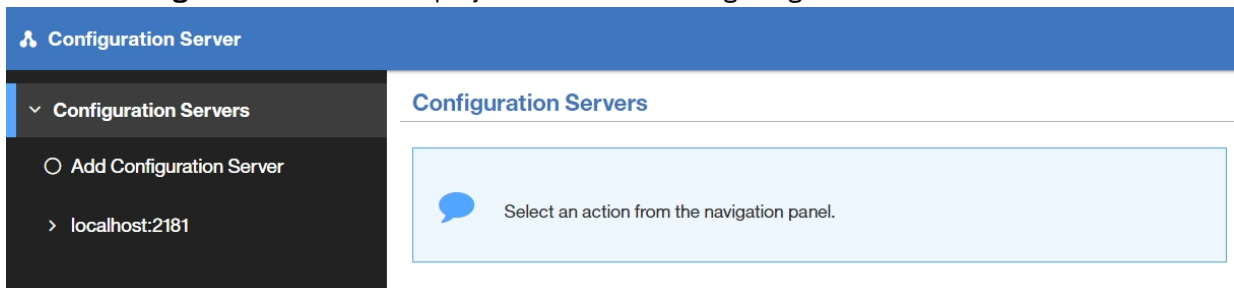 Configuration Server
Configuration Servers
Add Configuration Server
localhost:2181
Configuration Servers
Select an action from the navigation panel.